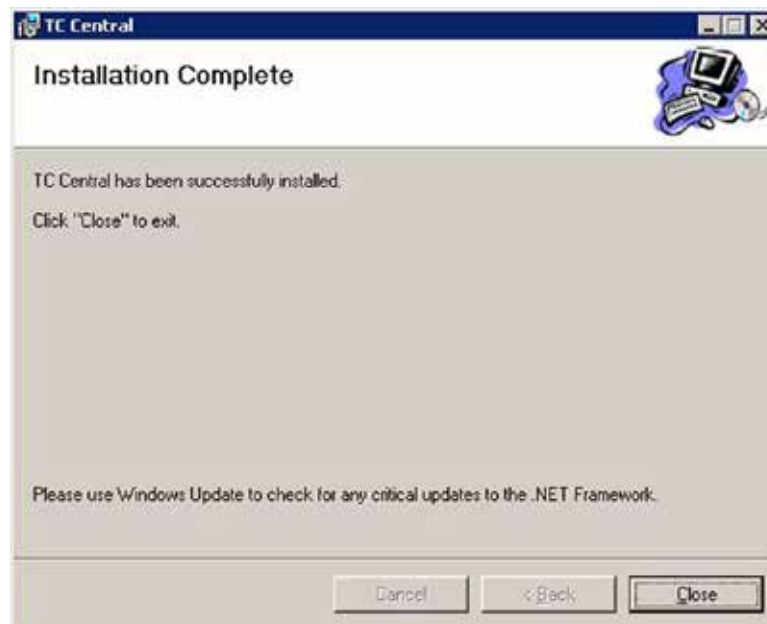 TC Central
Installation Complete
TC Central has been successfully installed.
Click "Close" to exit.
Please use Windows Update to check for any critical updates to the .NET Framework.
Cancel
< Back
Close